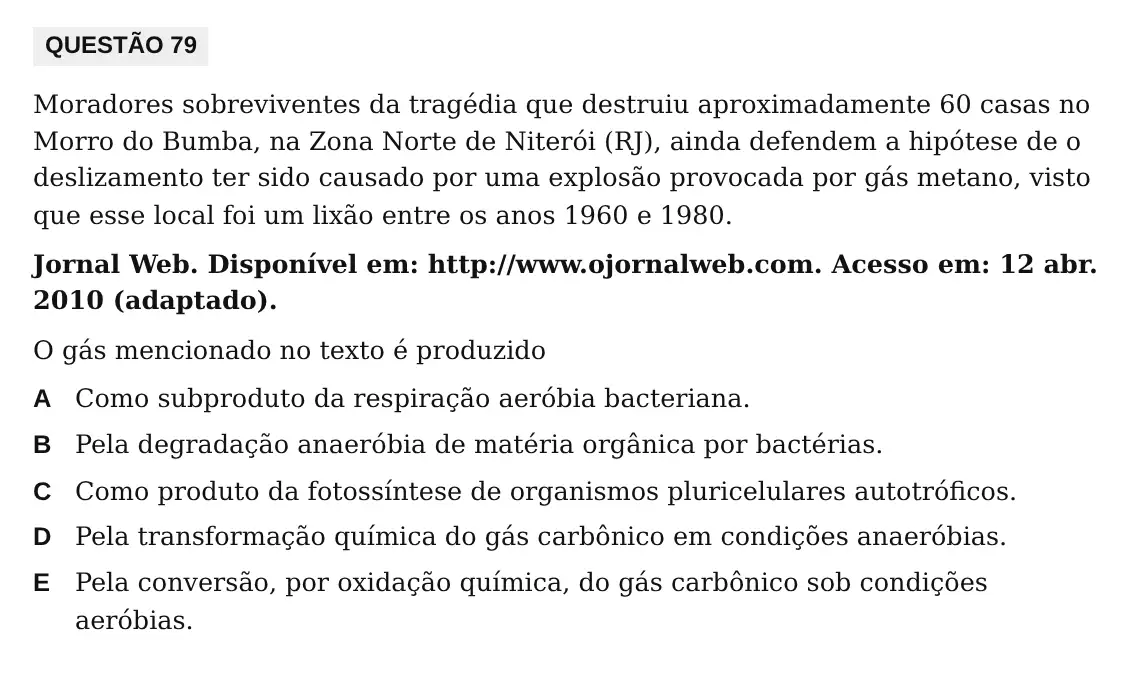 QUESTÃO 79
Moradores sobreviventes da tragédia que destruiu aproximadamente 60 casas no
Morro do Bumba, na Zona Norte de Niterói (RJ), ainda defendem a hipótese de o
deslizamento ter sido causado por uma explosão provocada por gás metano, visto
que esse local foi um lixão entre os anos 1960 e 1980.
Jornal Web. Disponível em: http://www.ojornalweb.com. Acesso em: 12 abr.
2010 (adaptado).
O gás mencionado no texto é produzido
A Como subproduto da respiração aeróbia bacteriana.
B Pela degradação anaeróbia de matéria orgânica por bactérias.
C Como produto da fotossíntese de organismos pluricelulares autotróficos.
D Pela transformação química do gás carbônico em condições anaeróbias.
E Pela conversão, por oxidação química, do gás carbônico sob condições
aeróbias.